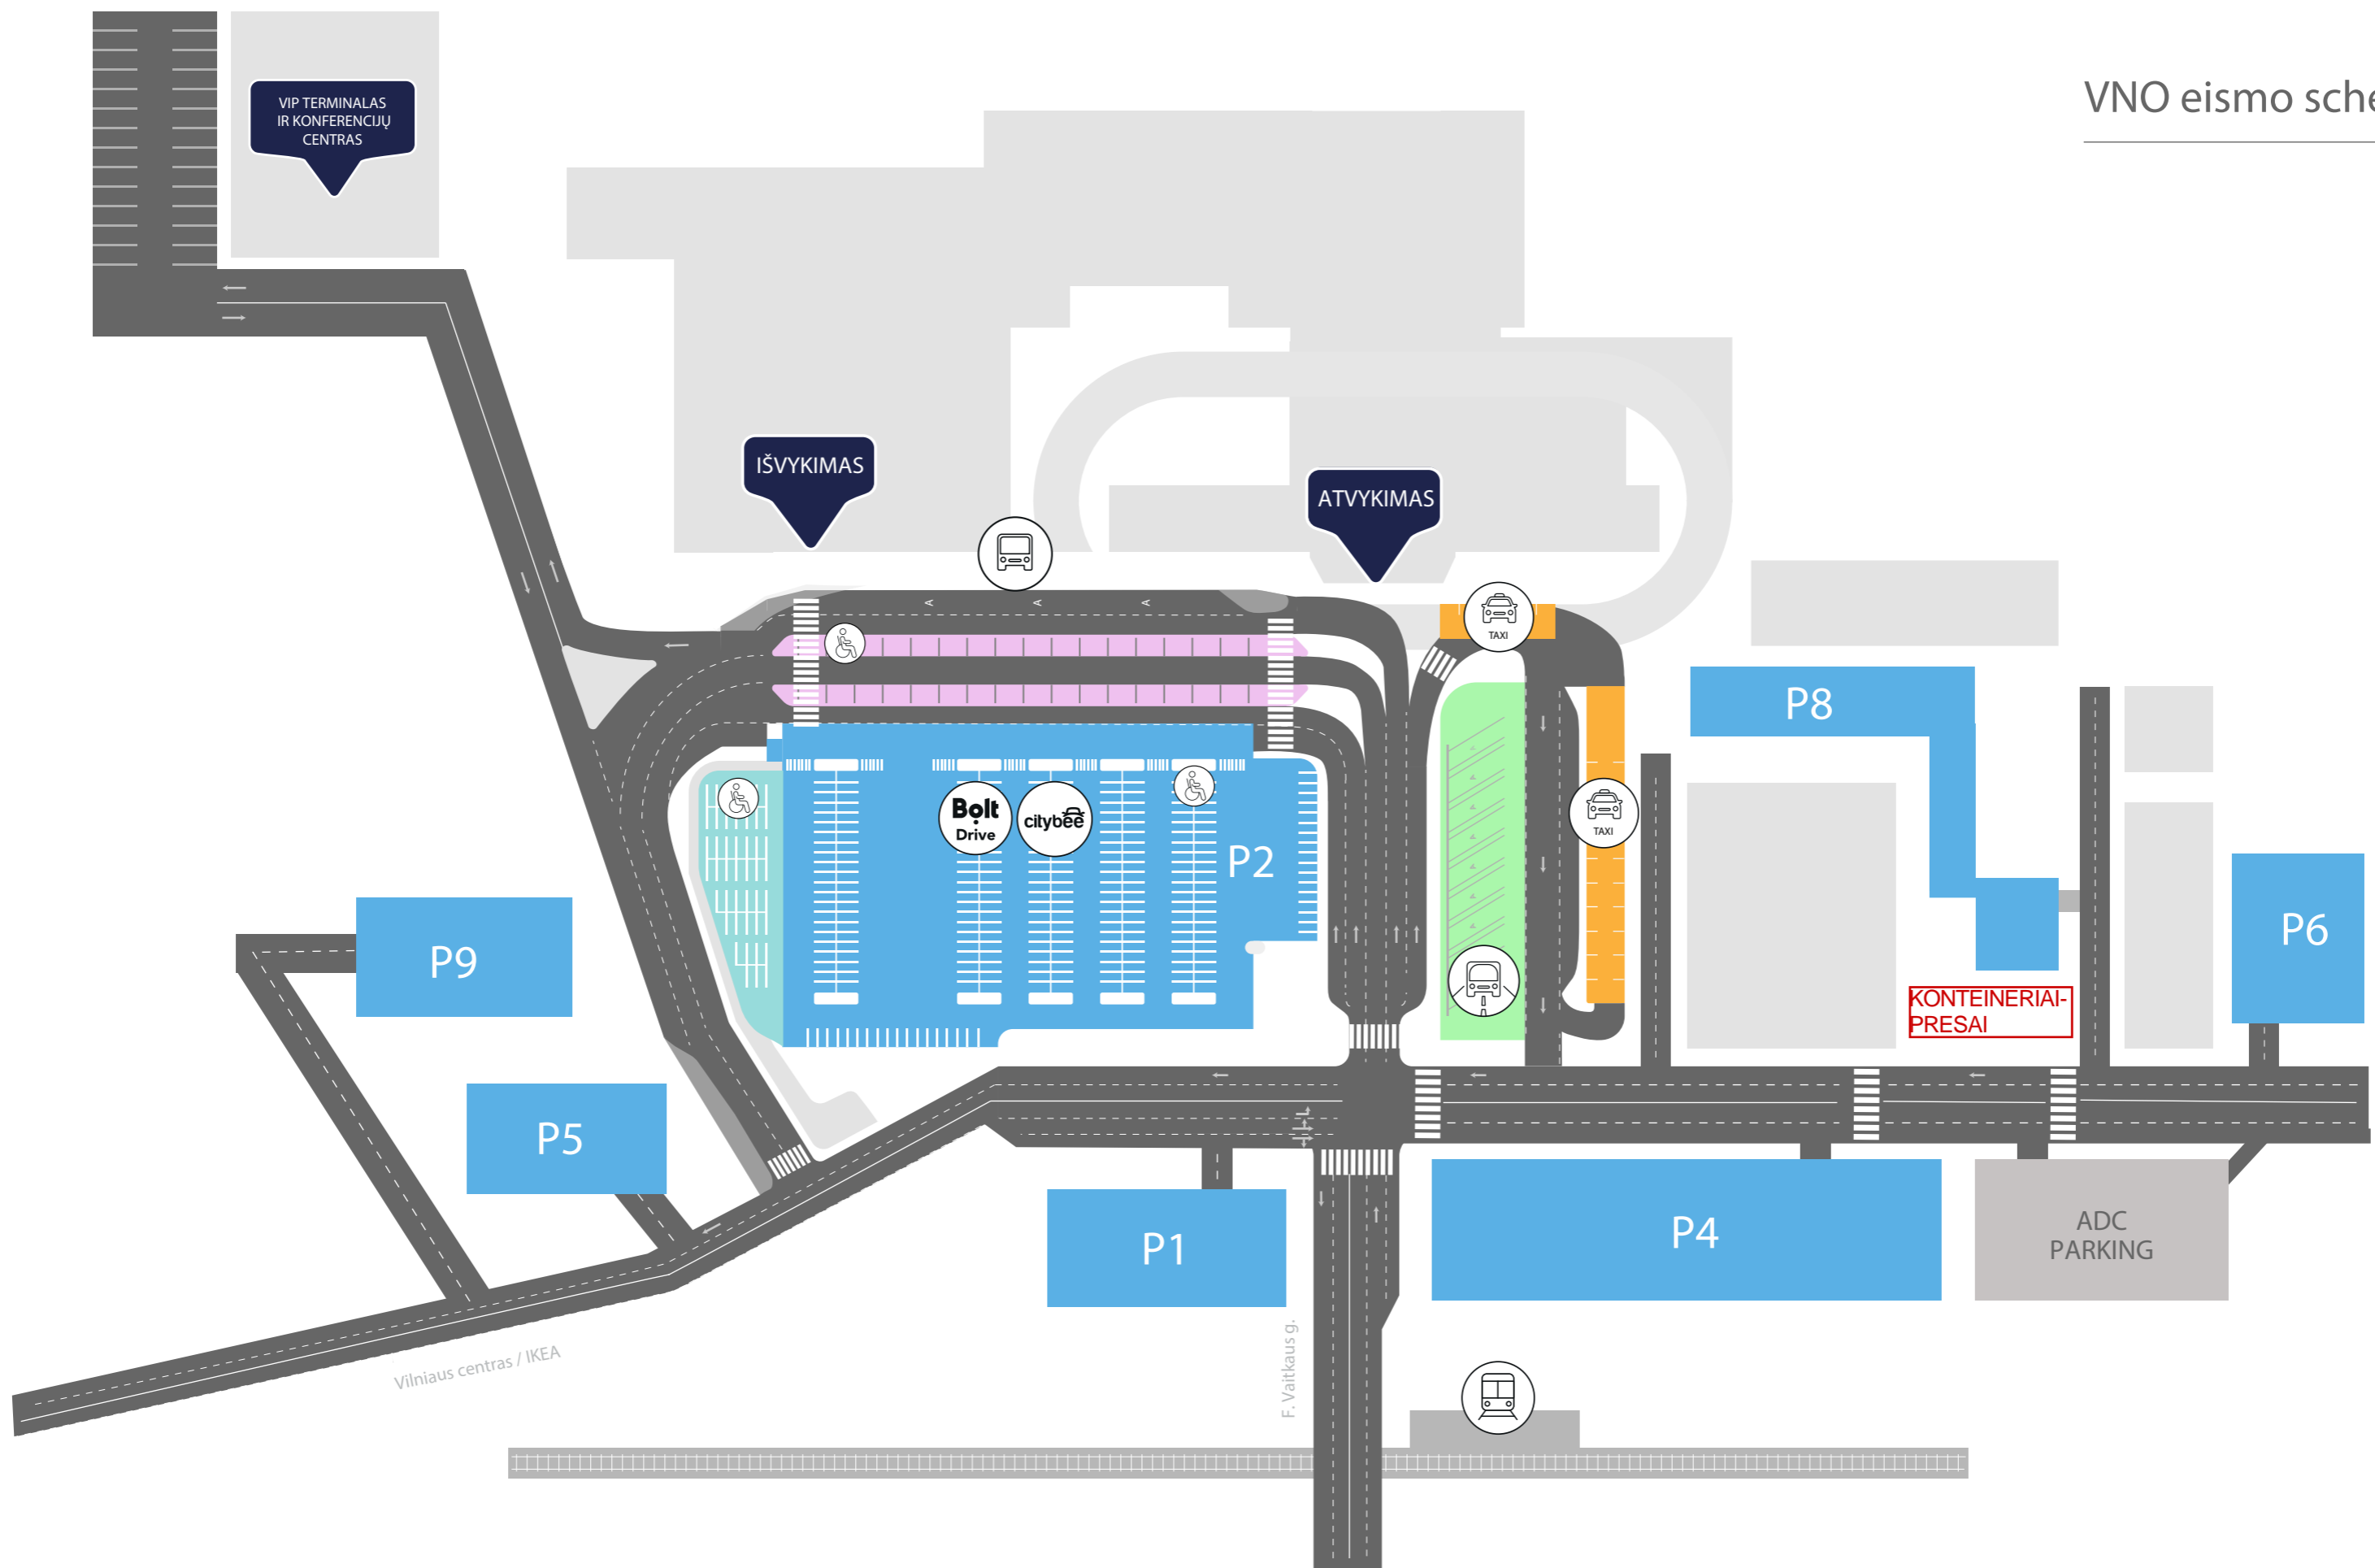 VNO eismo sche
VIP TERMINALAS
IR KONFERENCIJŲ
CENTRAS
IŠVYKIMAS
ATVYKIMAS
TAXI
P8
TAXI
Bolt
Drive
citybee
P2
P6
P9
KONTEINERIAI-
PRESAI
P5
P1
P4
ADC
PARKING
Vilniaus centras / IKEA
F. Vaitkaus g.
A
A
A